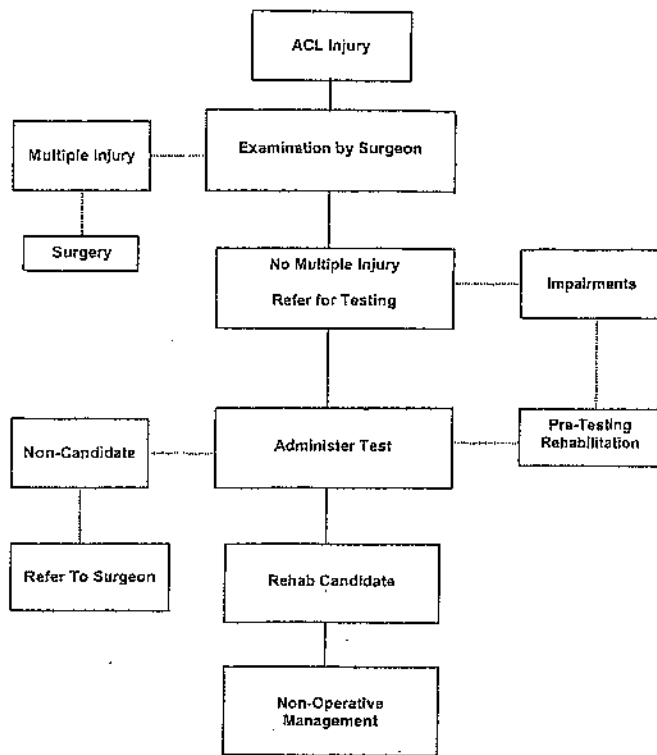 ACL Injury
Examination by Surgeon
Multiple Injury
Surgery
No Multiple Injury
Refer for Testing
Impairments
Pre-Testing
Rehabilitation
Administer Test
Non-Candidate
Refer To Surgeon
Rehab Candidate
Non-Operative
Management